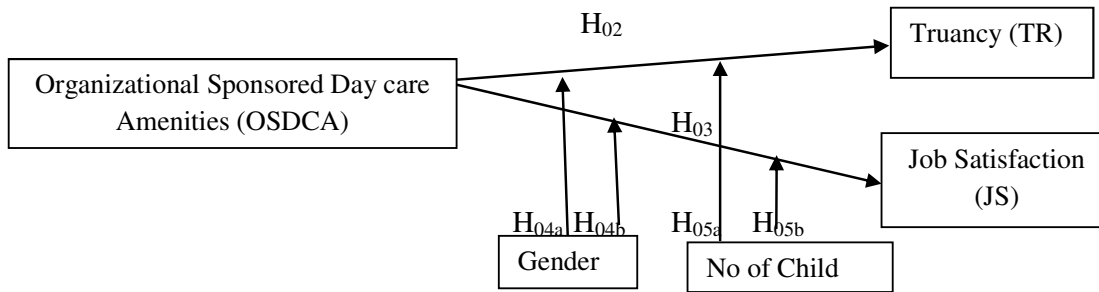 H02
Truancy (TR)
Organizational Sponsored Day care
Amenities (OSDCA)
H03
Job Satisfaction
(JS)
H04a H04b H05a H05b
Gender
No of Child